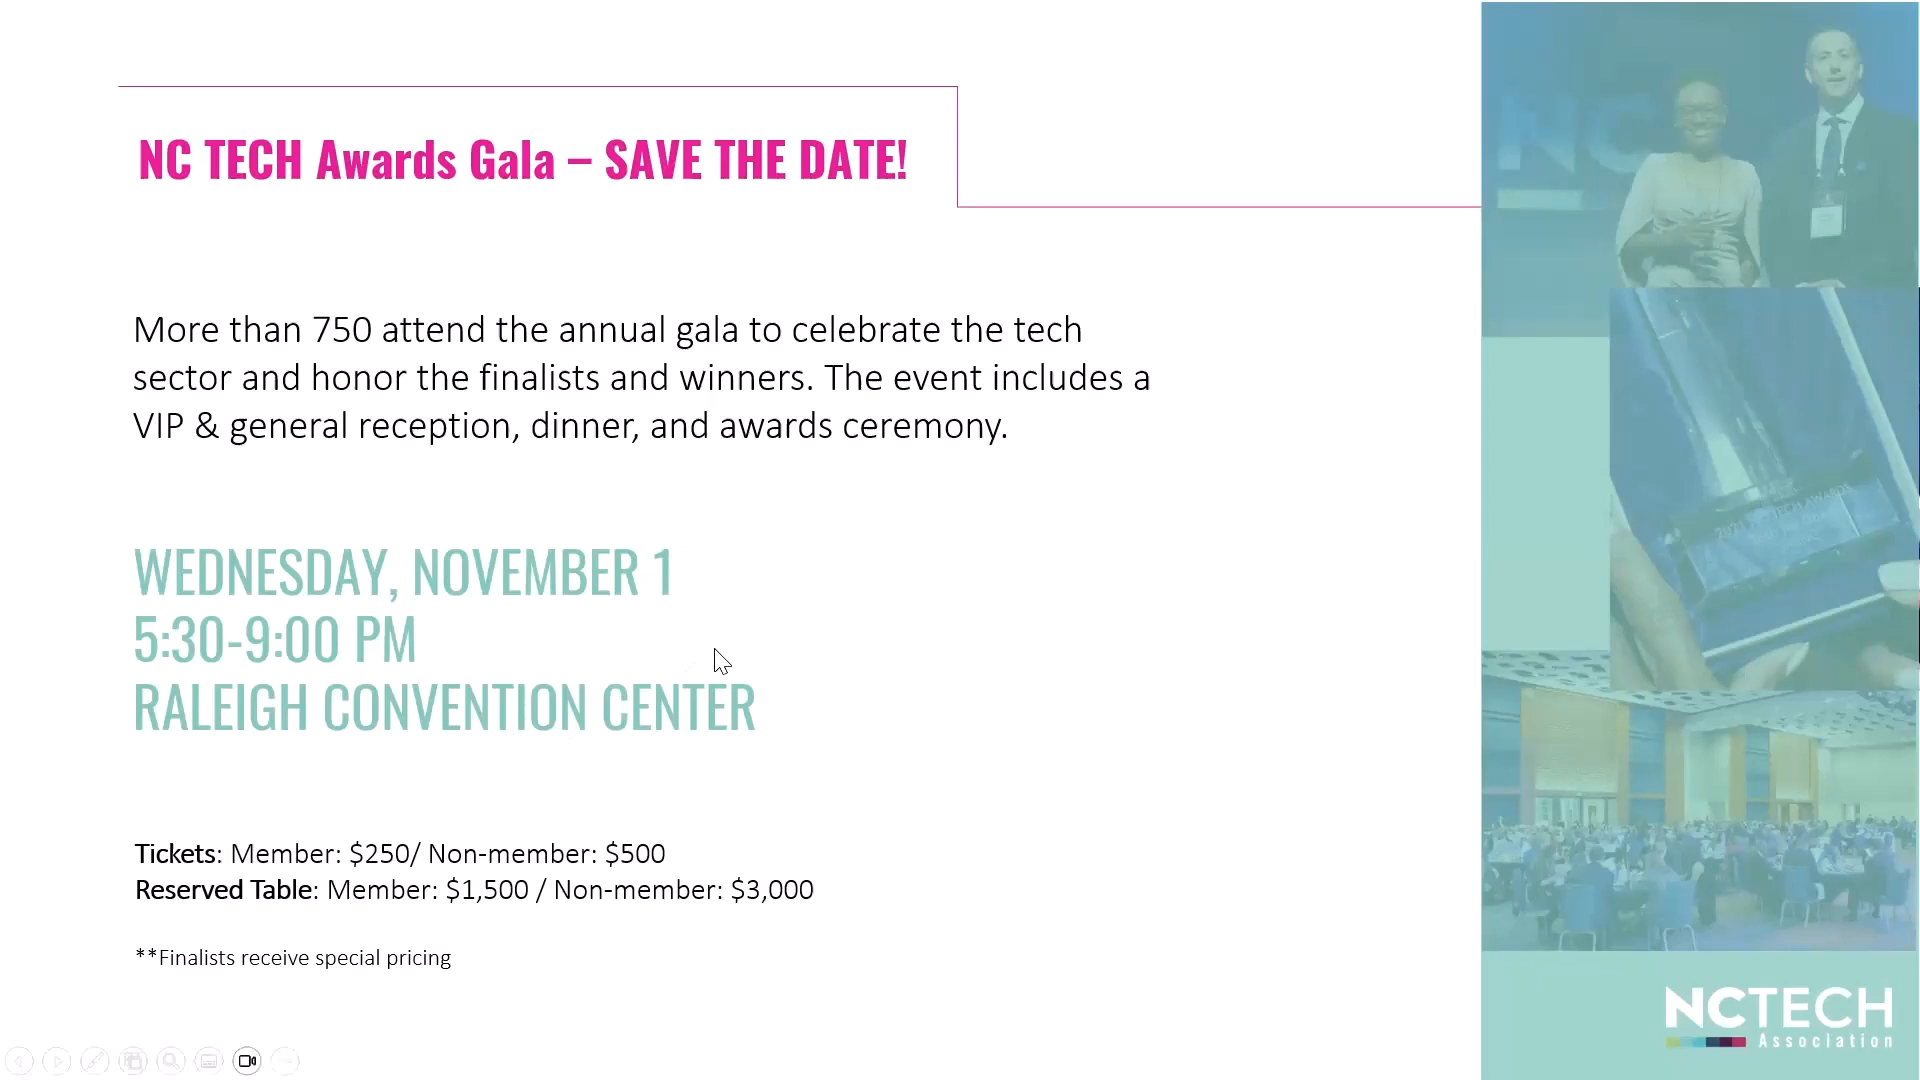 NC TECH Awards Gala – SAVE THE DATE!
More than 750 attend the annual gala to celebrate the tech
sector and honor the finalists and winners. The event includes a
VIP & general reception, dinner, and awards ceremony.
WEDNESDAY, NOVEMBER 1
5:30-9:00 PM
RALEIGH CONVENTION CENTER
Tickets: Member: $250/ Non-member: $500
Reserved Table: Member: $1,500 / Non-member: $3,000
**Finalists receive special pricing
NC
TECH AWARDS
NCTECH
Association